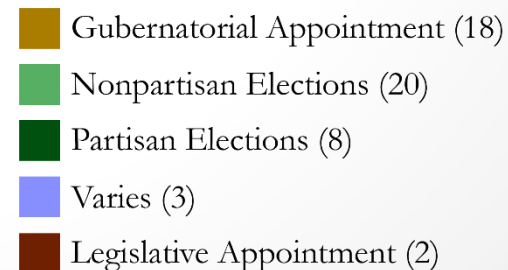 Gubernatorial Appointment (18)
Nonpartisan Elections (20)
Partisan Elections (8)
Varies (3)
Legislative Appointment (2)